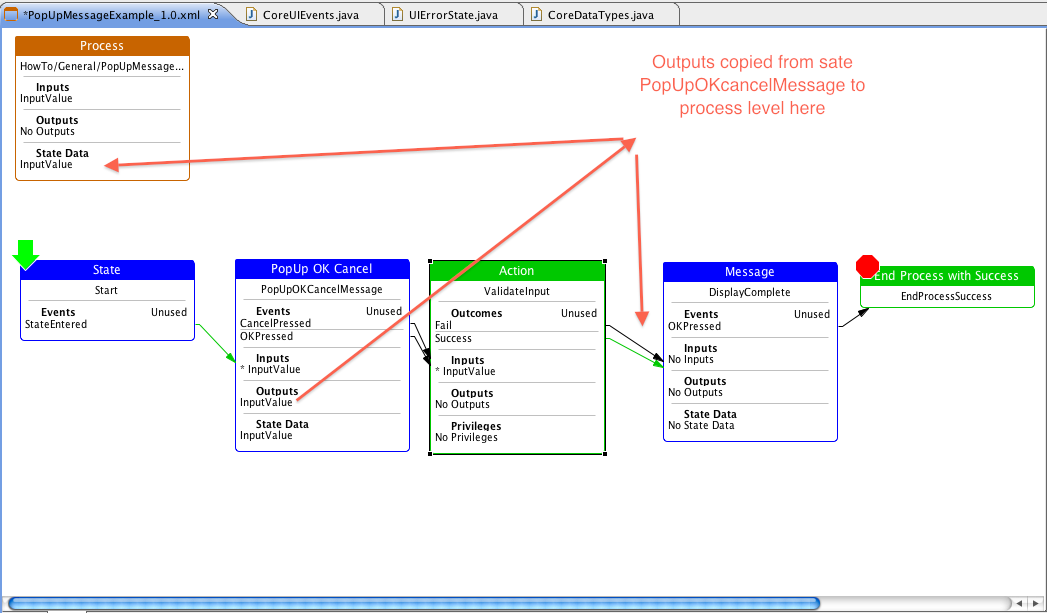 *PopUpMessageExample_1.0.xml
CoreUIEvents.java
UIErrorState.java
CoreDataTypes.java
Process
HowTo/General/PopUpMessage...
Inputs
InputValue
Outputs
No Outputs
State Data
InputValue
Outputs copied from sate
PopUpOKcancelMessage to
process level here
State
Start
Events Unused
StateEntered
PopUp OK Cancel
PopUpOKCancelMessage
Events Unused
CancelPressed
OKPressed
Inputs
* InputValue
Outputs
InputValue
State Data
InputValue
Action
ValidateInput
Outcomes Unused
Fail
Success
Inputs
* InputValue
Outputs
No Outputs
Privileges
No Privileges
Message
DisplayComplete
Events Unused
OKPressed
Inputs
No Inputs
Outputs
No Outputs
State Data
No State Data
End Process with Success
EndProcessSuccess